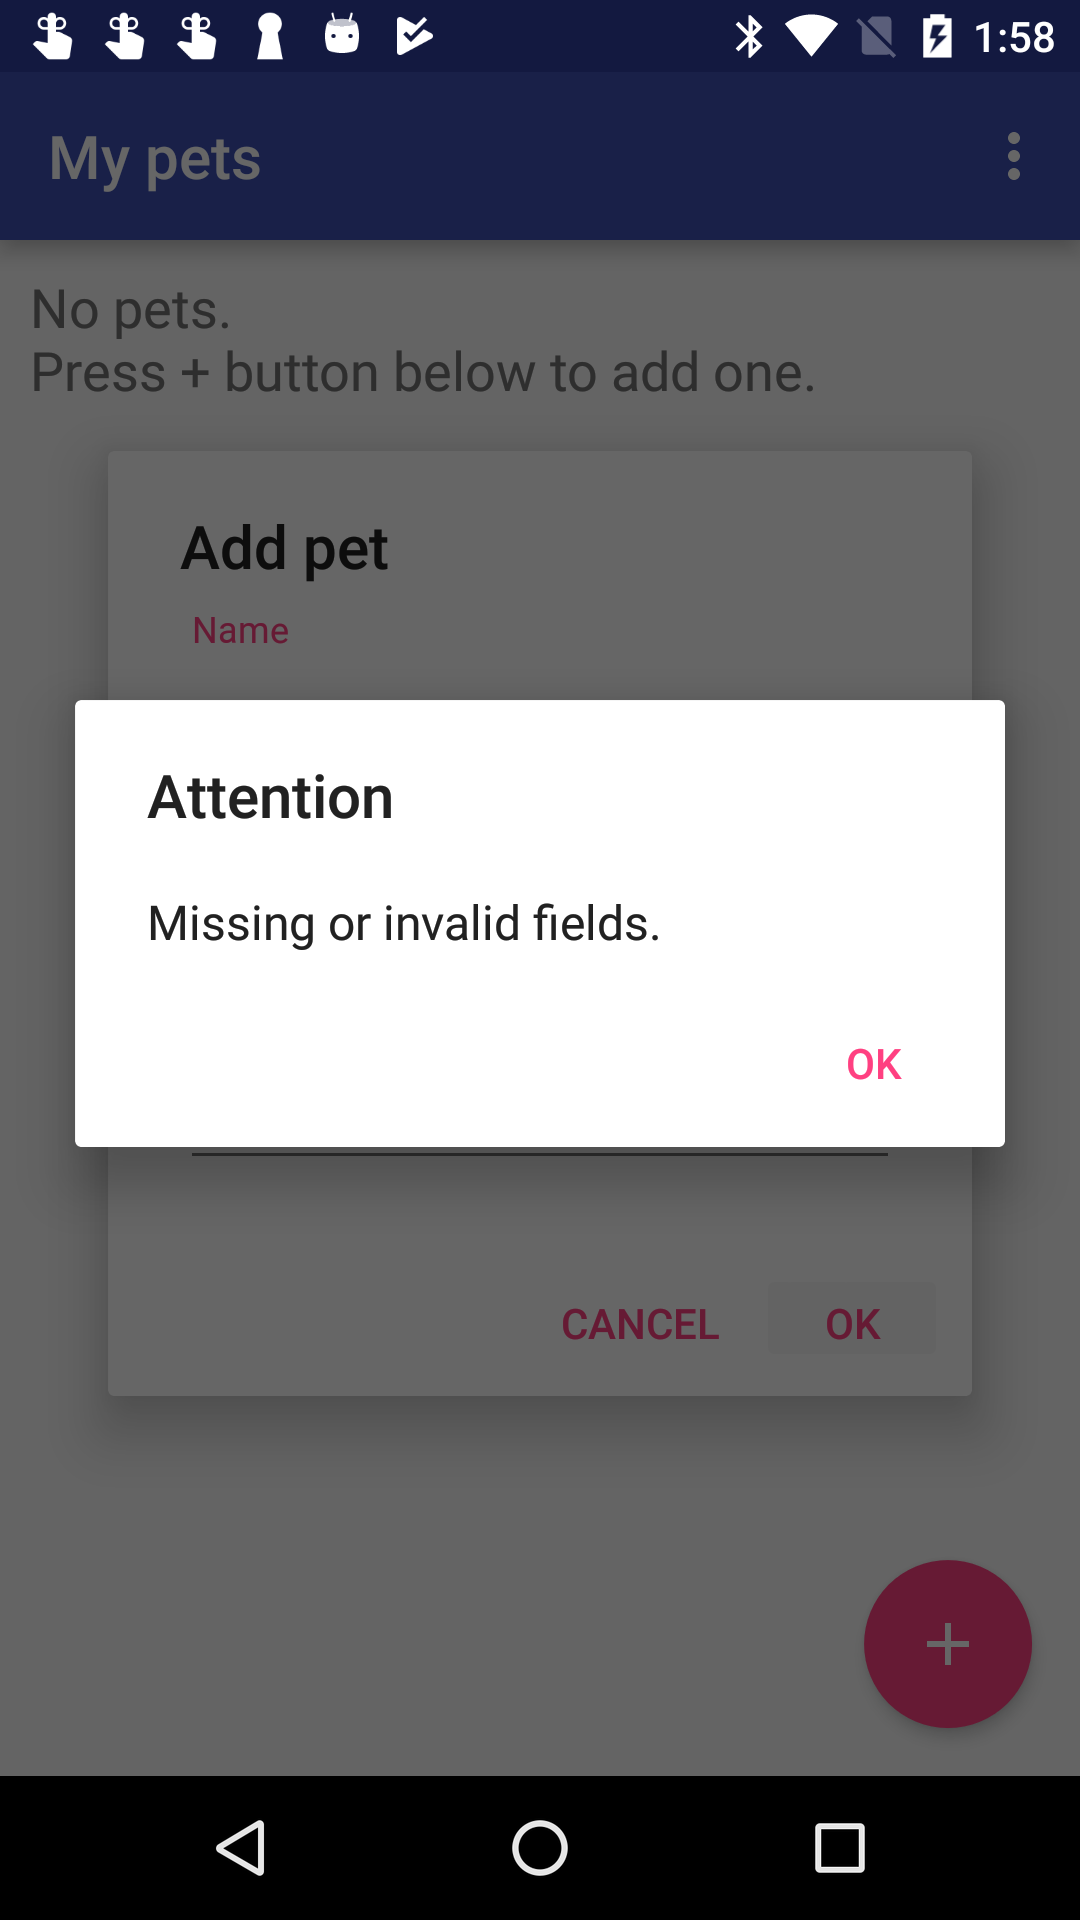 1:58
My pets
No pets.
Press + button below to add one.
Add pet
Name
Attention
Missing or invalid fields.
OK
CANCEL OK